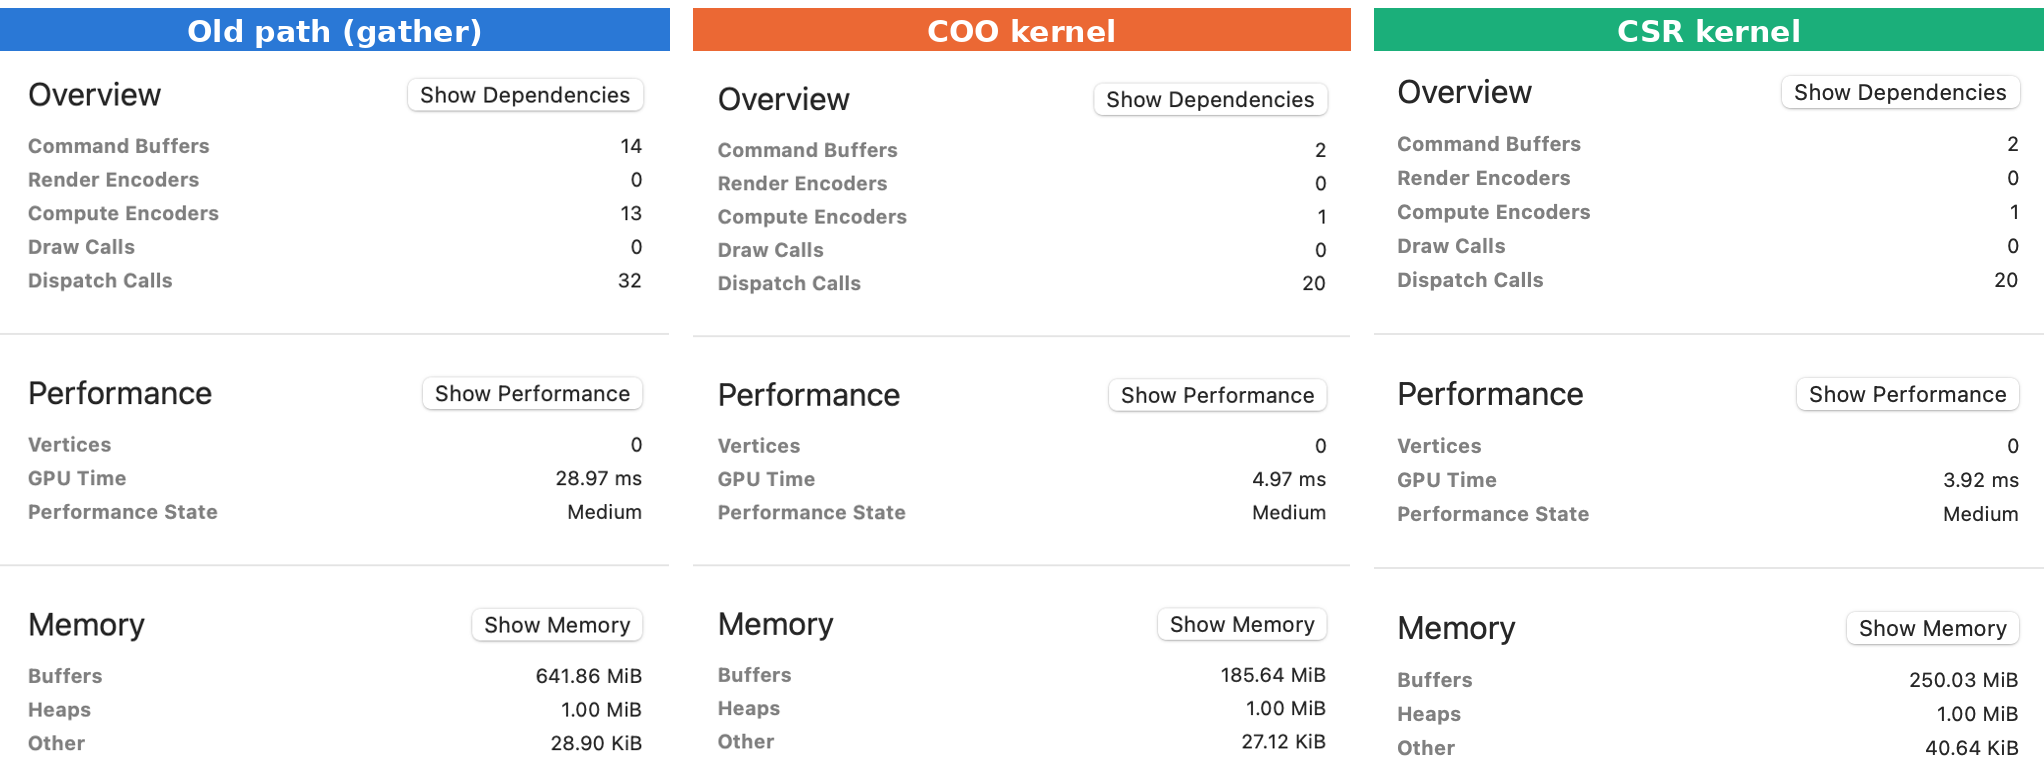 Old path (gather)
Overview Show Dependencies
Command Buffers 14
Render Encoders 0
Compute Encoders 13
Draw Calls 0
Dispatch Calls 32
Performance Show Performance
Vertices 0
GPU Time 28.97 ms
Performance State Medium
Memory Show Memory
Buffers 641.86 MiB
Heaps 1.00 MiB
Other 28.90 KiB
COO kernel
Overview Show Dependencies
Command Buffers 2
Render Encoders 0
Compute Encoders 1
Draw Calls 0
Dispatch Calls 20
Performance Show Performance
Vertices 0
GPU Time 4.97 ms
Performance State Medium
Memory Show Memory
Buffers 185.64 MiB
Heaps 1.00 MiB
Other 27.12 KiB
CSR kernel
Overview Show Dependencies
Command Buffers 2
Render Encoders 0
Compute Encoders 1
Draw Calls 0
Dispatch Calls 20
Performance Show Performance
Vertices 0
GPU Time 3.92 ms
Performance State Medium
Memory Show Memory
Buffers 250.03 MiB
Heaps 1.00 MiB
Other 40.64 KiB